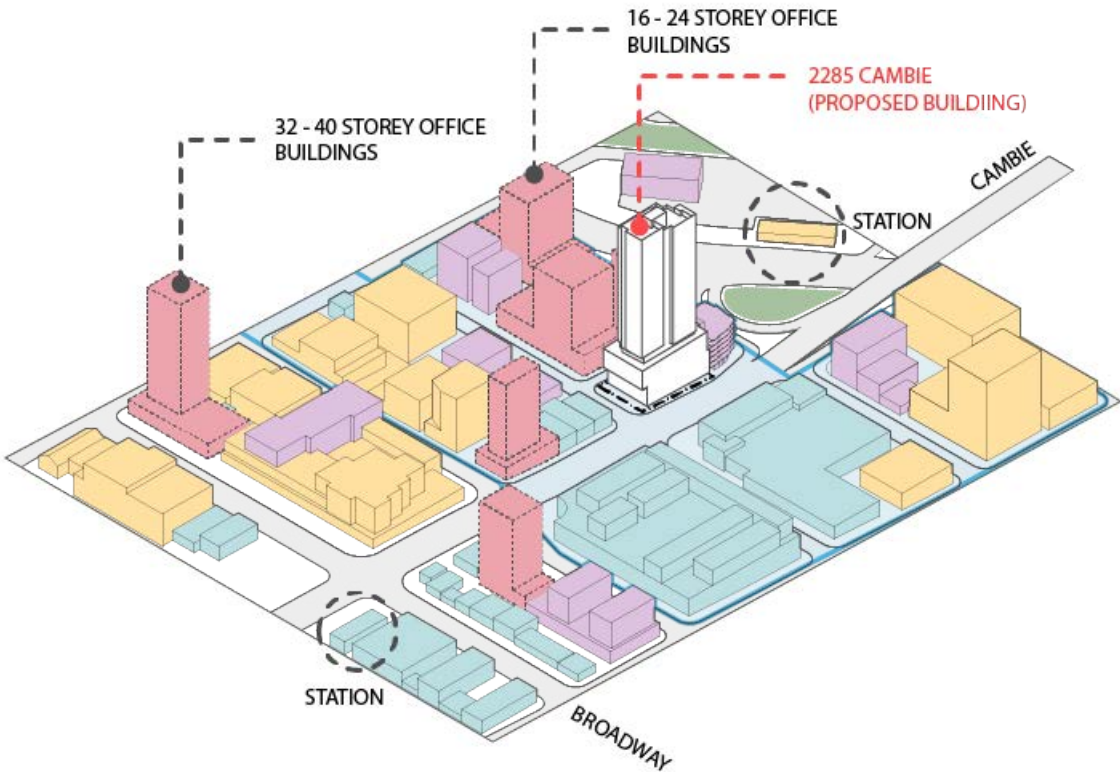 16 - 24 STOREY OFFICE
BUILDINGS
2285 CAMBIE
(PROPOSED BUILDIING)
32 - 40 STOREY OFFICE
BUILDINGS
CAMBIE
STATION
STATION
BROADWAY